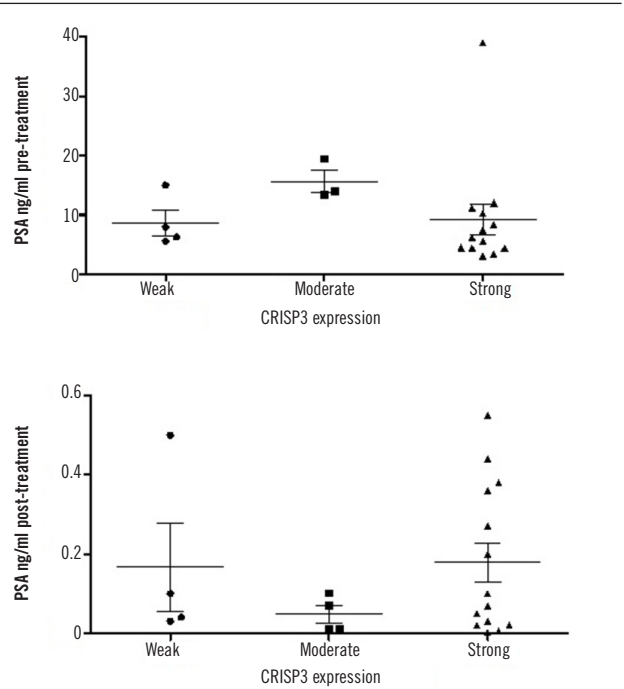 PSA ng/ml pre-treatment
40
30
20
10
0
Weak Moderate Strong
CRISP3 expression
PSA ng/ml post-treatment
0.6
0.4
0.2
0
Weak Moderate Strong
CRISP3 expression